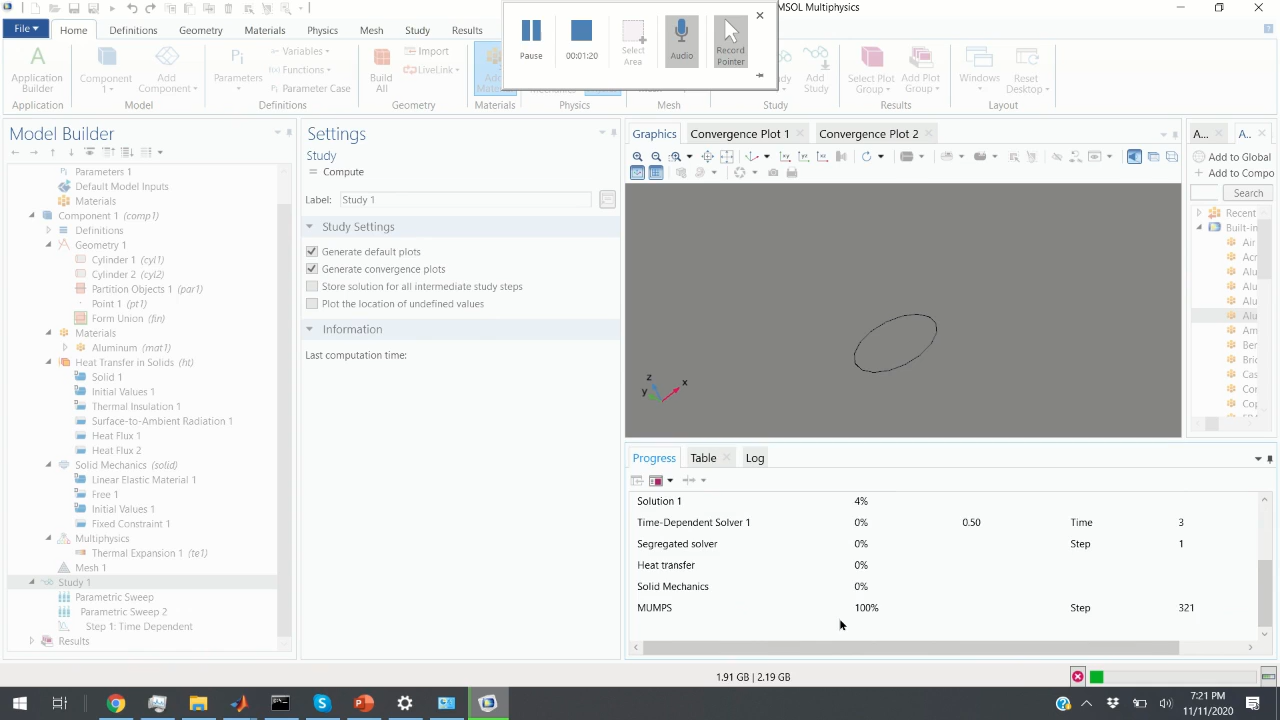 MSOL Multiphysics
File
Home
Definitions
Geometry
Materials
Physics
Mesh
Study
Results
Pause
00:01:20
Select Area
Audio
Record Pointer
Application Builder
Component 1
Add Component
Parameters
Variables
Functions
Parameter Case
Build All
Import
LiveLink
Add
Study
Select Plot Group
Add Plot Group
Windows
Reset Desktop
Application
Model
Definitions
Geometry
Materials
Physics
Mesh
Study
Results
Layout
Model Builder
Parameters 1
Default Model Inputs
Materials
Component 1 (comp1)
Definitions
Geometry 1
Cylinder 1 (cyl1)
Cylinder 2 (cyl2)
Partition Objects 1 (par1)
Point 1 (pt1)
Form Union (fin)
Materials
Aluminum (mat1)
Heat Transfer in Solids (ht)
Solid 1
Initial Values 1
Thermal Insulation 1
Surface-to-Ambient Radiation 1
Heat Flux 1
Heat Flux 2
Solid Mechanics (solid)
Linear Elastic Material 1
Free 1
Initial Values 1
Fixed Constraint 1
Multiphysics
Thermal Expansion 1 (te1)
Mesh 1
Study 1
Parametric Sweep
Parametric Sweep 2
Step 1: Time Dependent
Results
Settings
Study
= Compute
Label: Study 1
Study Settings
Generate default plots
Generate convergence plots
Store solution for all intermediate study steps
Plot the location of undefined values
Information
Last computation time:
Graphics
Convergence Plot 1
Convergence Plot 2
z
y
x
A...
A..
Add to Global
Add to Compo
Search
Recent
Built-in
Air
Acr
Alu
Alu
Alu
Alu
Am
Ber
Bric
Cas
Cor
Cop
Progress
Table
Log
Solution 1 4%
Time-Dependent Solver 1 0% 0.50 Time 3
Segregated solver 0% Step 1
Heat transfer 0%
Solid Mechanics 0%
MUMPS 100% Step 321
1.91 GB | 2.19 GB
7:21 PM
11/11/2020